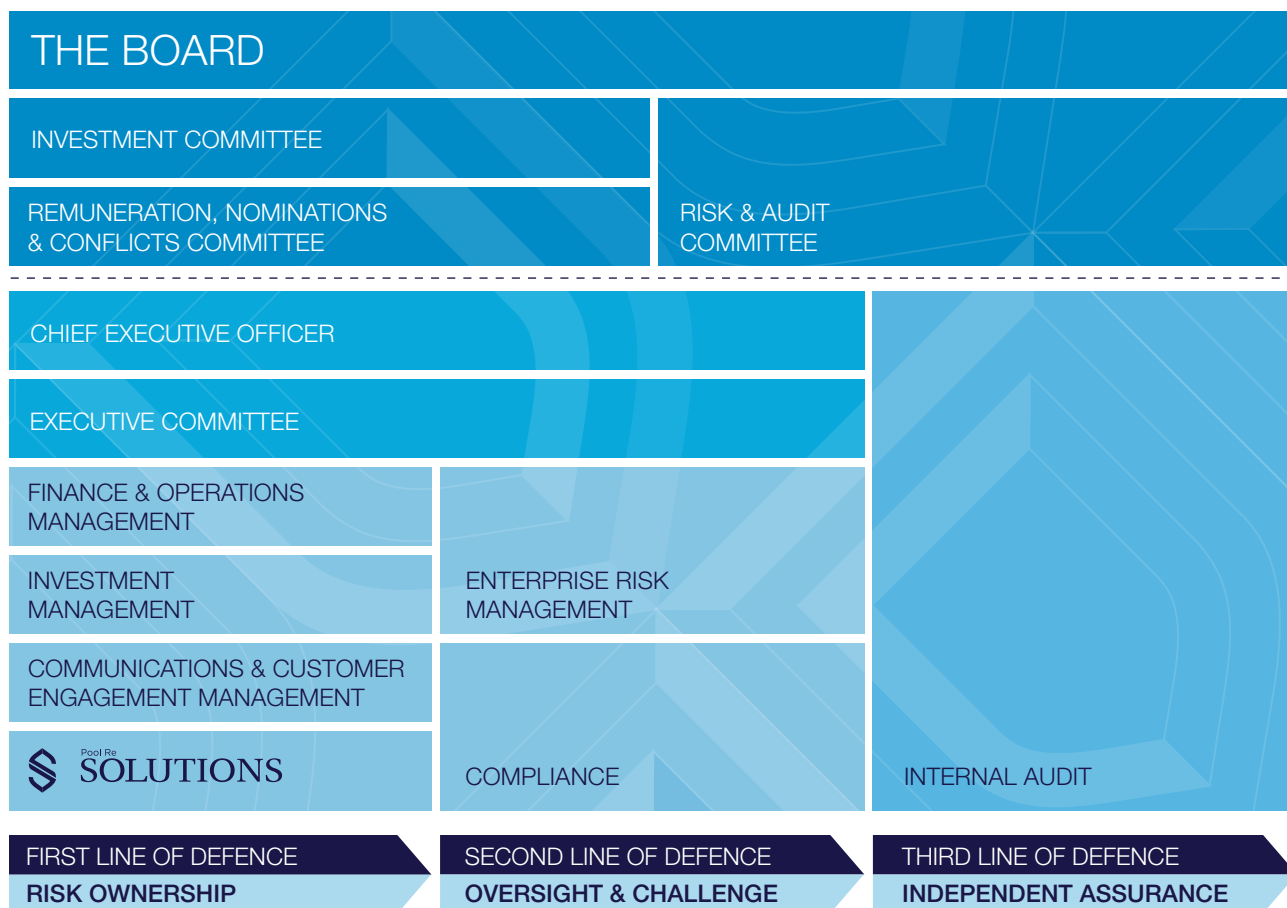 THE BOARD
INVESTMENT COMMITTEE
REMUNERATION, NOMINATIONS
& CONFLICTS COMMITTEE
RISK & AUDIT
COMMITTEE
CHIEF EXECUTIVE OFFICER
EXECUTIVE COMMITTEE
FINANCE & OPERATIONS
MANAGEMENT
INVESTMENT
MANAGEMENT
COMMUNICATIONS & CUSTOMER
ENGAGEMENT MANAGEMENT
Pool Re
SOLUTIONS
ENTERPRISE RISK
MANAGEMENT
COMPLIANCE
INTERNAL AUDIT
FIRST LINE OF DEFENCE
RISK OWNERSHIP
SECOND LINE OF DEFENCE
OVERSIGHT & CHALLENGE
THIRD LINE OF DEFENCE
INDEPENDENT ASSURANCE